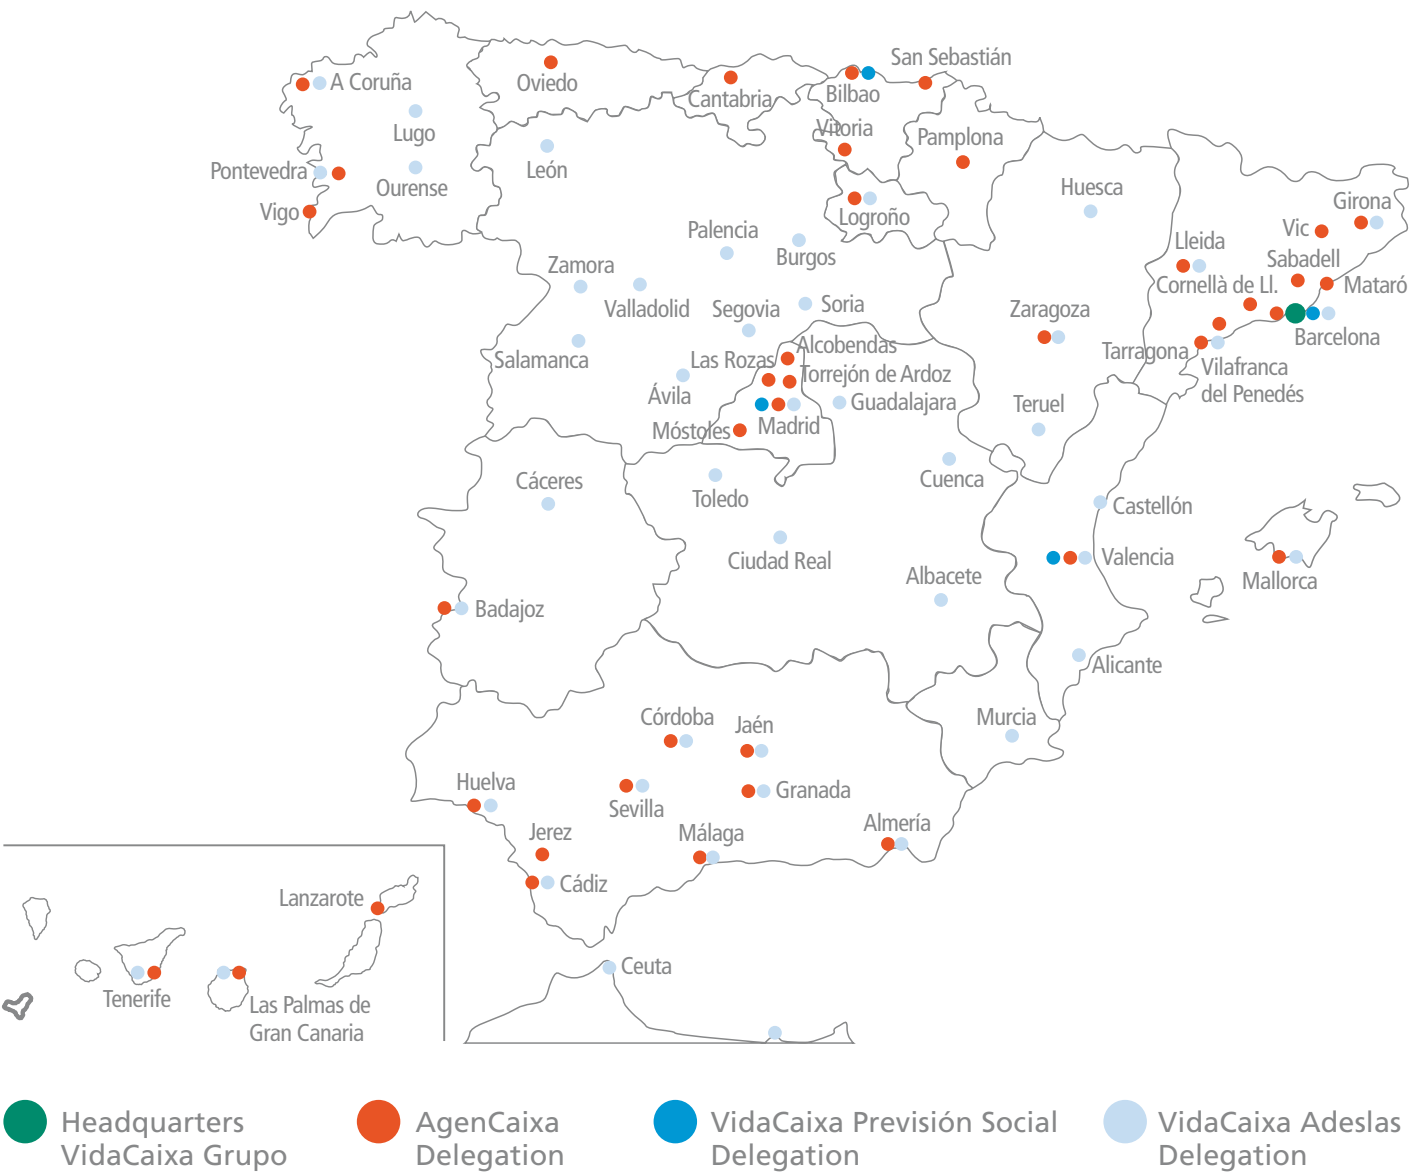 San Sebastián
A Coruña
Oviedo
Cantabria
Bilbao
Lugo
Vitoria
Pamplona
Pontevedra
Ourense
León
Huesca
Vigo
Logroño
Girona
Palencia
Burgos
Vic
Lleida
Zamora
Sabadell
Cornellà de Ll.
Mataró
Valladolid
Segovia
Soria
Zaragoza
Barcelona
Salamanca
Las Rozas
Alcobendas
Tarragona
Vilafranca
del Penedés
Torrejón de Ardoz
Ávila
Guadalajara
Teruel
Móstoles
Madrid
Cáceres
Toledo
Cuenca
Castellón
Ciudad Real
Valencia
Albacete
Mallorca
Badajoz
Alicante
Córdoba
Jaén
Murcia
Huelva
Sevilla
Granada
Jerez
Málaga
Almería
Cádiz
Lanzarote
Ceuta
Tenerife
Las Palmas de
Gran Canaria
Headquarters
VidaCaixa Grupo
AgenCaixa
Delegation
VidaCaixa Previsión Social
Delegation
VidaCaixa Adeslas
Delegation